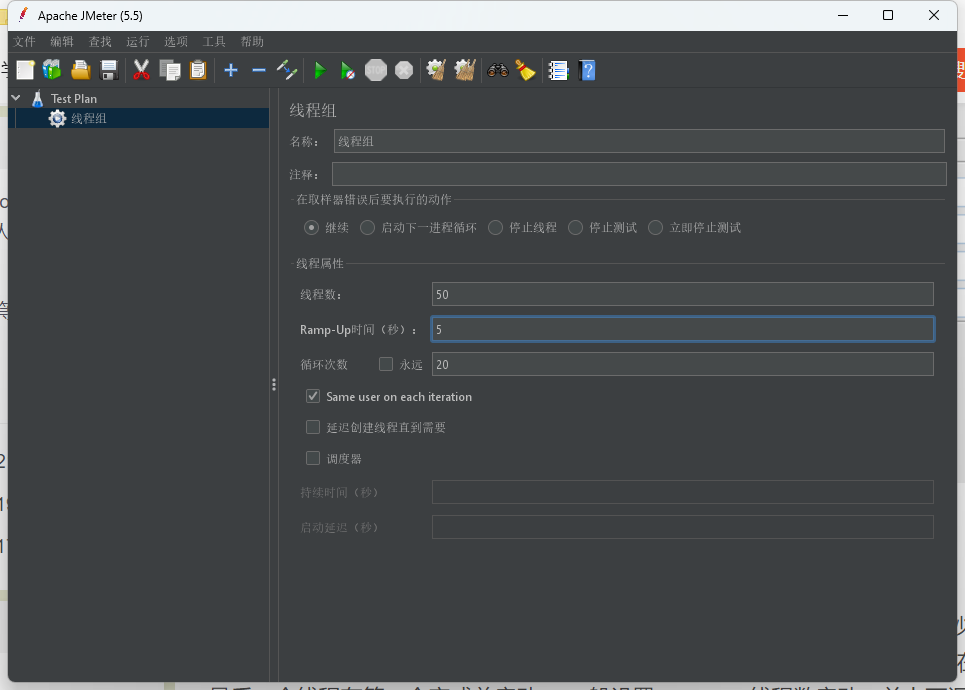 Apache JMeter (5.5)
文件 编辑 查找 运行 选项 工具 帮助
STOP
Test Plan
线程组
线程组
名称： 线程组
注释：
在取样器错误后要执行的动作
继续 启动下一进程循环 停止线程 停止测试 立即停止测试
线程属性
线程数： 50
Ramp-Up时间（秒）： 5
循环次数 永远 20
Same user on each iteration
延迟创建线程直到需要
调度器
持续时间（秒）
启动延迟（秒）